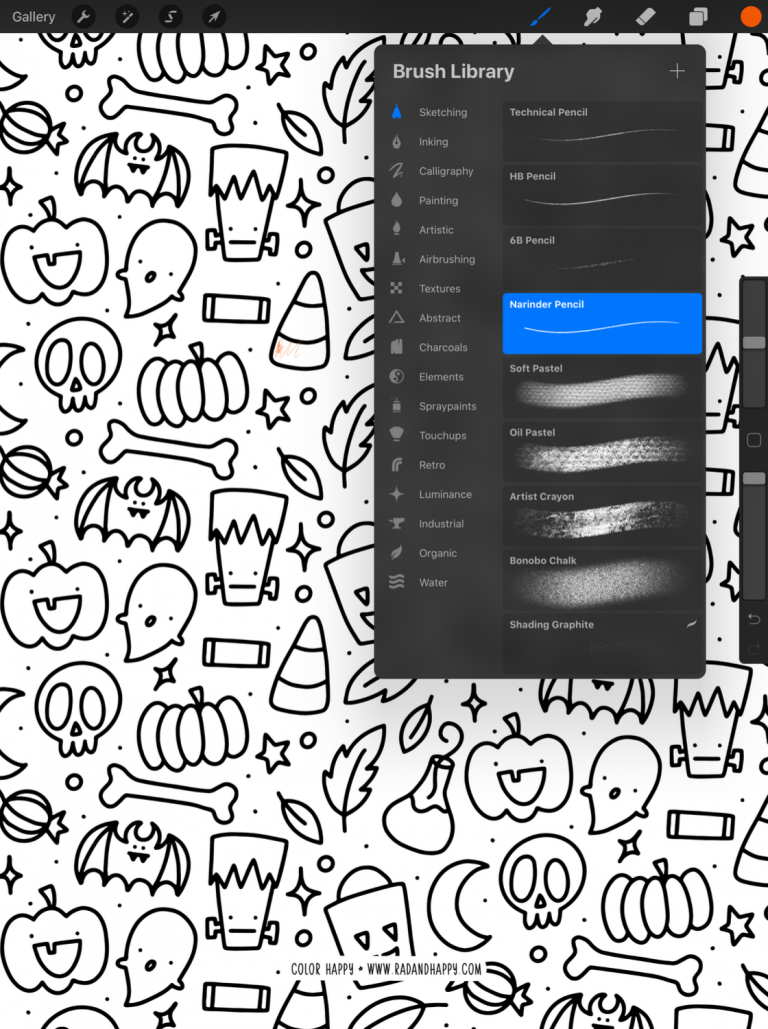 Gallery
Brush Library
Sketching
Inking
Calligraphy
Painting
Artistic
Airbrushing
Textures
Abstract
Charcoals
Elements
Spraypaints
Touchups
Retro
Luminance
Industrial
Organic
Water
Technical Pencil
HB Pencil
6B Pencil
Narinder Pencil
Soft Pastel
Oil Pastel
Artist Crayon
Bonobo Chalk
Shading Graphite
COLOR HAPPY + WWW.RADANDHAPPY.COM